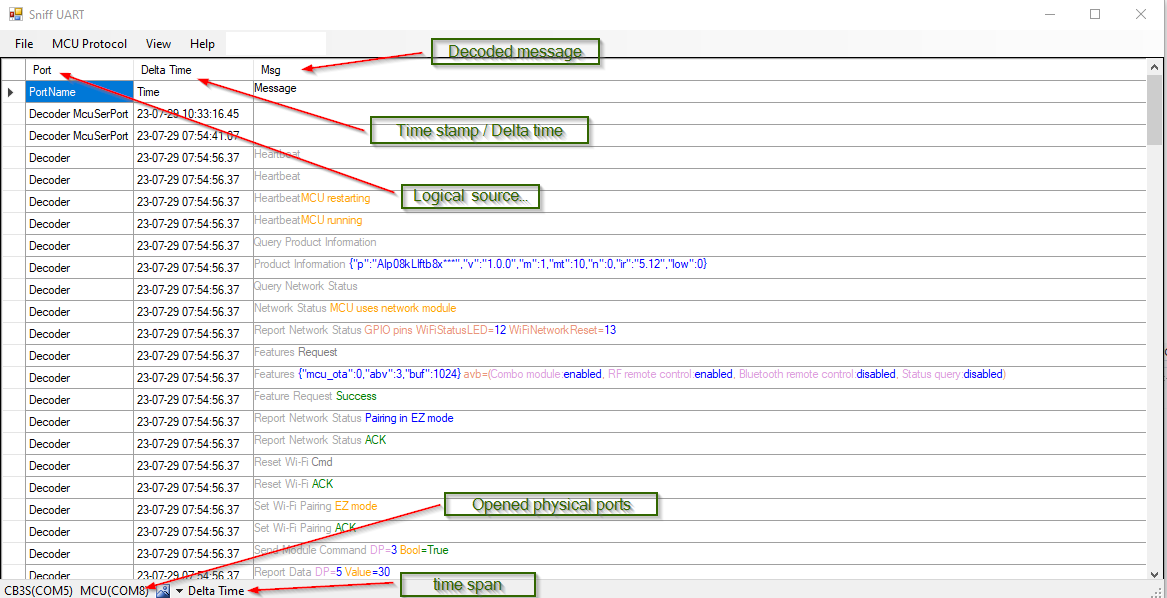 Sniff UART
File MCU Protocol View Help
Decoded message
Port Delta Time Msg
PortName Time Message
Decoder McuSerPort 23-07-29 10:33:16.45
Time stamp / Delta time
Decoder McuSerPort 23-07-29 07:54:41.07
Decoder 23-07-29 07:54:56.37 Heartbeat
Decoder 23-07-29 07:54:56.37 Heartbeat
Logical source...
Decoder 23-07-29 07:54:56.37 HeartbeatMCU restarting
Decoder 23-07-29 07:54:56.37 HeartbeatMCU running
Decoder 23-07-29 07:54:56.37 Query Product Information
Decoder 23-07-29 07:54:56.37 Product Information {"p":"AIp08kLIftb8x***","v":"1.0.0","m":1,"mt":10,"n":0,"ir":"5.12","low":0}
Decoder 23-07-29 07:54:56.37 Query Network Status
Decoder 23-07-29 07:54:56.37 Network Status MCU uses network module
Decoder 23-07-29 07:54:56.37 Report Network Status GPIO pins WiFiStatusLED=12 WiFiNetworkReset=13
Decoder 23-07-29 07:54:56.37 Features Request
Decoder 23-07-29 07:54:56.37 Features {"mcu_ota":0,"abv":3,"buf":1024} avb=(Combo module:enabled, RF remote control:enabled, Bluetooth remote control:disabled, Status query:disabled)
Decoder 23-07-29 07:54:56.37 Feature Request Success
Decoder 23-07-29 07:54:56.37 Report Network Status Pairing in EZ mode
Decoder 23-07-29 07:54:56.37 Report Network Status ACK
Decoder 23-07-29 07:54:56.37 Reset Wi-Fi Cmd
Decoder 23-07-29 07:54:56.37 Reset Wi-Fi ACK
Decoder 23-07-29 07:54:56.37 Set Wi-Fi Pairing EZ mode
Opened physical ports
Decoder 23-07-29 07:54:56.37 Set Wi-Fi Pairing ACK
Decoder 23-07-29 07:54:56.37 Send Module Command DP=3 Bool=True
Decoder 23-07-29 07:54:56.37 Report Data DP=5 Value=30
time span
CB3S(COM5) MCU(COM8) Delta Time